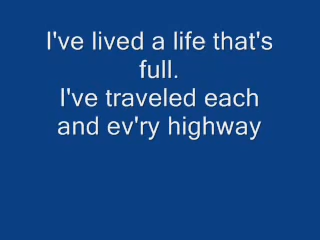 I've lived a life that's
full.
I've traveled each
and ev'ry highway